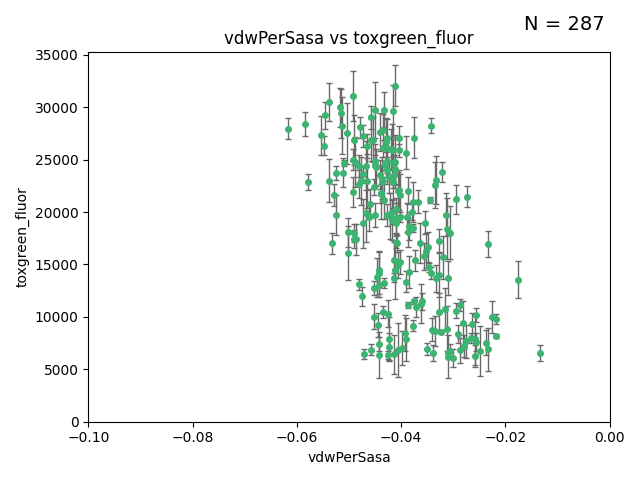 N = 287
vdwPerSasa vs toxgreen_fluor
35000
30000
25000
20000
15000
10000
5000
0
toxgreen_fluor
−0.10 −0.08 −0.06 −0.04 −0.02 0.00
vdwPerSasa